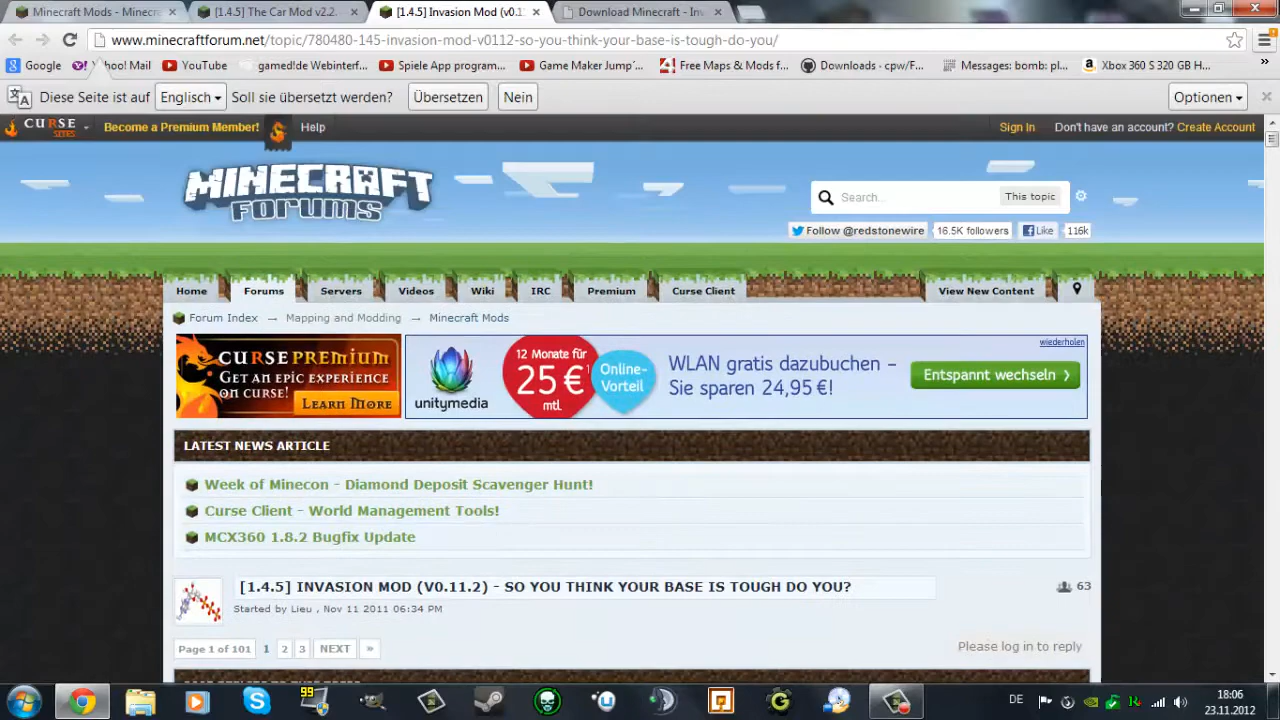 Minecraft Mods - Minecr
[1.4.5] The Car Mod v2.2.
[1.4.5] Invasion Mod (v0.1
Download Minecraft - In
www.minecraftforum.net/topic/780480-145-invasion-mod-v0112-so-you-think-your-base-is-tough-do-you/
Google
Yahoo! Mail
YouTube
gamed!de Webinterf...
Spiele App program...
Game Maker Jump'...
Free Maps & Mods f...
Downloads · cpw/F...
Messages: bomb: pl...
Xbox 360 S 320 GB H...
Diese Seite ist auf Englisch Soll sie übersetzt werden? Übersetzen Nein Optionen
CURSE SITES
Become a Premium Member!
Help
Sign In
Don't have an account? Create Account
MINECRAFT
FORUMS
Search...
This topic
Follow @redstonewire
16.5K followers
Like
116k
Home
Forums
Servers
Videos
Wiki
IRC
Premium
Curse Client
View New Content
Forum Index → Mapping and Modding → Minecraft Mods
CURSE PREMIUM
GET AN EPIC EXPERIENCE
ON CURSE!
LEARN MORE
unitymedia
12 Monate für
25 €
mtl.
Online-
Vorteil
WLAN gratis dazubuchen –
Sie sparen 24,95 €!
Entspannt wechseln
wiederholen
LATEST NEWS ARTICLE
Week of Minecon - Diamond Deposit Scavenger Hunt!
Curse Client - World Management Tools!
MCX360 1.8.2 Bugfix Update
[1.4.5] INVASION MOD (V0.11.2) - SO YOU THINK YOUR BASE IS TOUGH DO YOU?
63
Started by Lieu , Nov 11 2011 06:34 PM
Page 1 of 101
1
2
3
NEXT
»
Please log in to reply
99
DE
18:06
23.11.2012